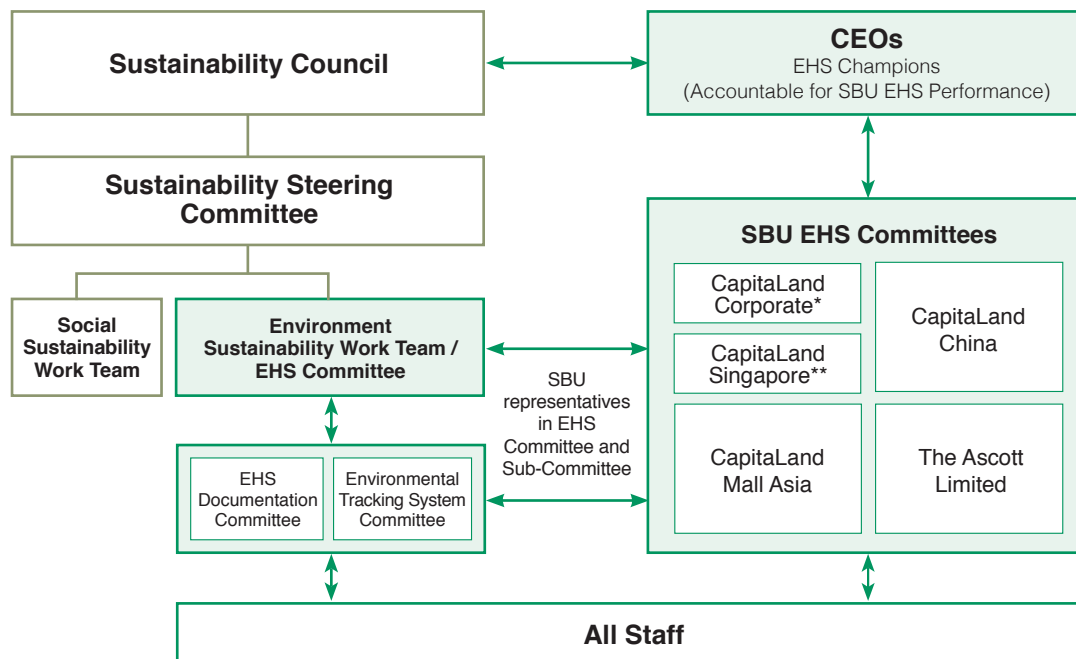 Sustainability Council
CEOs
EHS Champions
(Accountable for SBU EHS Performance)
Sustainability Steering
Committee
Social
Sustainability
Work Team
Environment
Sustainability Work Team /
EHS Committee
SBU
representatives
in EHS
Committee and
Sub-Committee
EHS
Documentation
Committee
Environmental
Tracking System
Committee
SBU EHS Committees
CapitaLand
Corporate*
CapitaLand
Singapore**
CapitaLand
China
CapitaLand
Mall Asia
The Ascott
Limited
All Staff